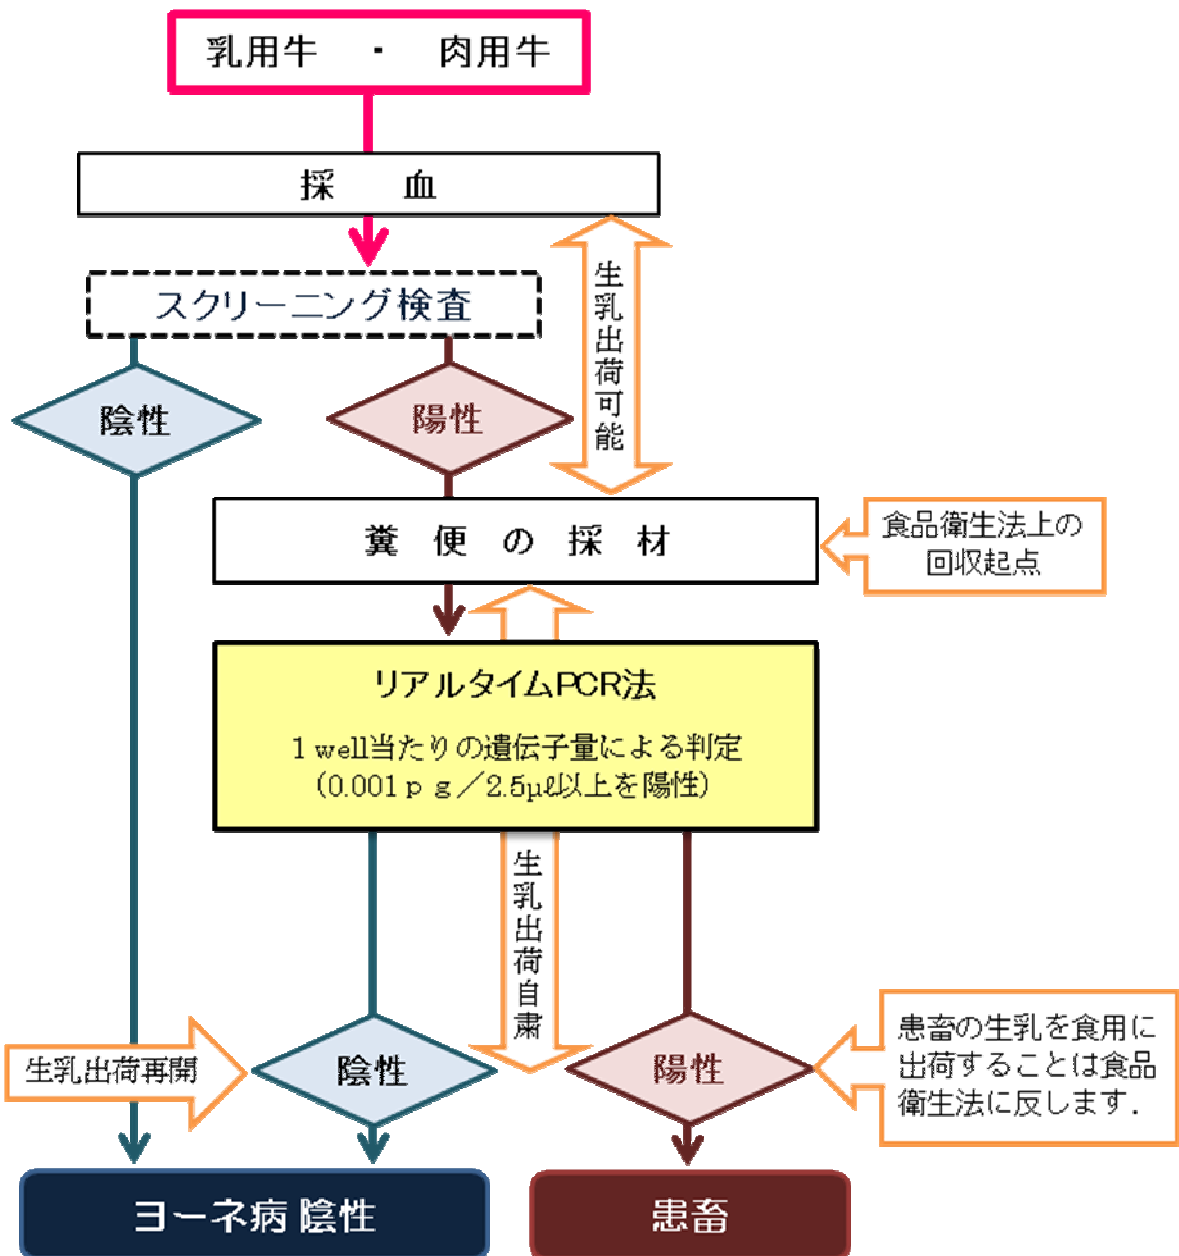 乳用牛　・　肉用牛
採　血
スクリーニング検査
生乳出荷可能
陰性
陽性
糞便の採材
食品衛生法上の
回収起点
リアルタイムPCR法
1 well当たりの遺伝子量による判定
（0.001ｐｇ／2.5μℓ以上を陽性）
生乳出荷自粛
生乳出荷再開
陰性
陽性
患畜の生乳を食用に
出荷することは食品
衛生法に反します．
ヨーネ病 陰性
患畜